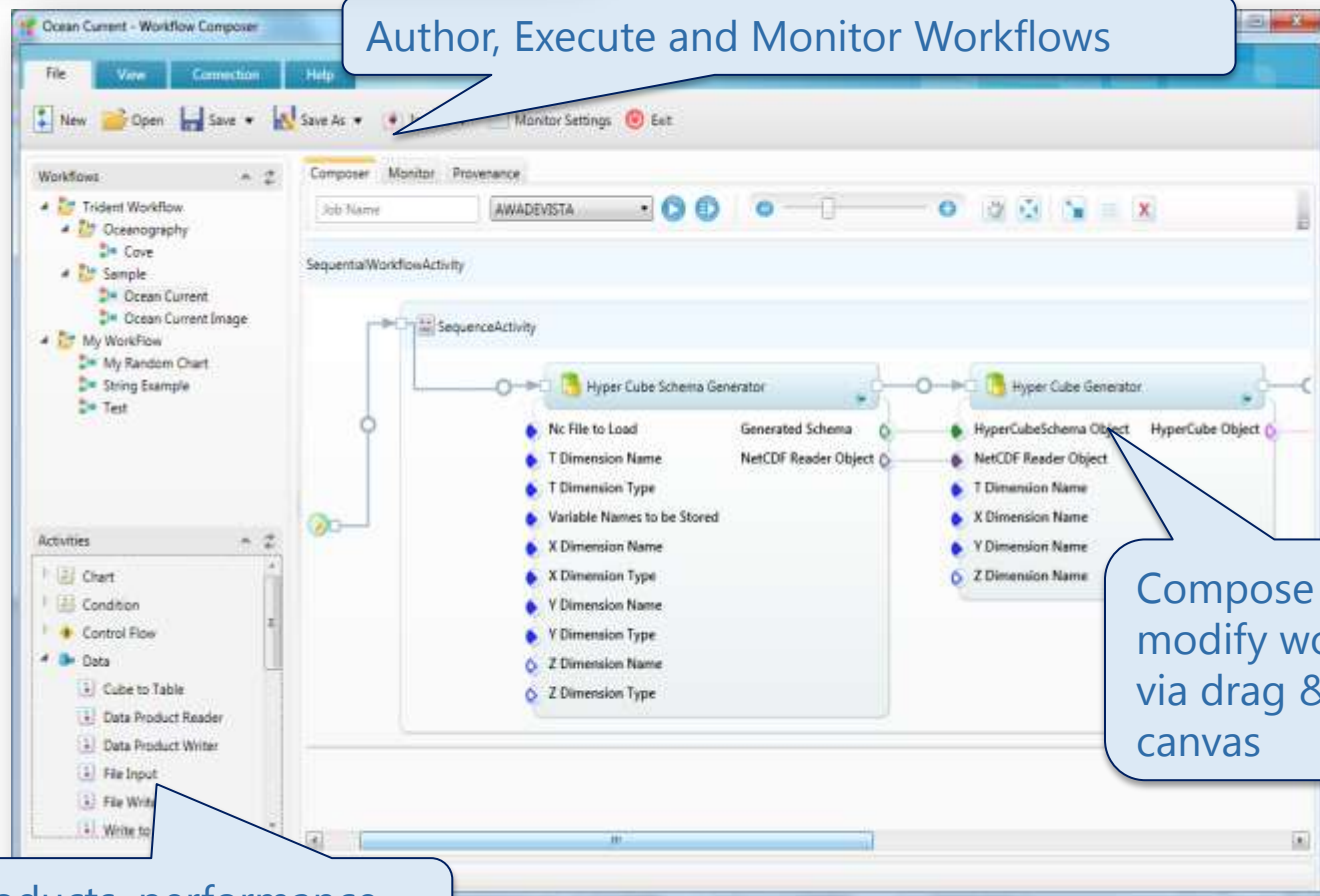 Ocean Current - Workflow Composer
Author, Execute and Monitor Workflows
File View Connection Help
New Open Save Save As Monitor Settings Exit
Workflows
Trident Workflow
Oceanography
Cove
Sample
Ocean Current
Ocean Current Image
My WorkFlow
My Random Chart
String Example
Test
Composer Monitor Provenance
Job Name AWADEVISTA
SequentialWorkflowActivity
SequenceActivity
Hyper Cube Schema Generator
Nc File to Load Generated Schema
T Dimension Name NetCDF Reader Object
T Dimension Type
Variable Names to be Stored
X Dimension Name
X Dimension Type
Y Dimension Name
Y Dimension Type
Z Dimension Name
Z Dimension Type
Hyper Cube Generator
HyperCubeSchema Object HyperCube Object
NetCDF Reader Object
T Dimension Name
X Dimension Name
Y Dimension Name
Z Dimension Name
Compose
modify wo
via drag &
canvas
Activities
Chart
Condition
Control Flow
Data
Cube to Table
Data Product Reader
Data Product Writer
File Input
File Write
Write to
performance